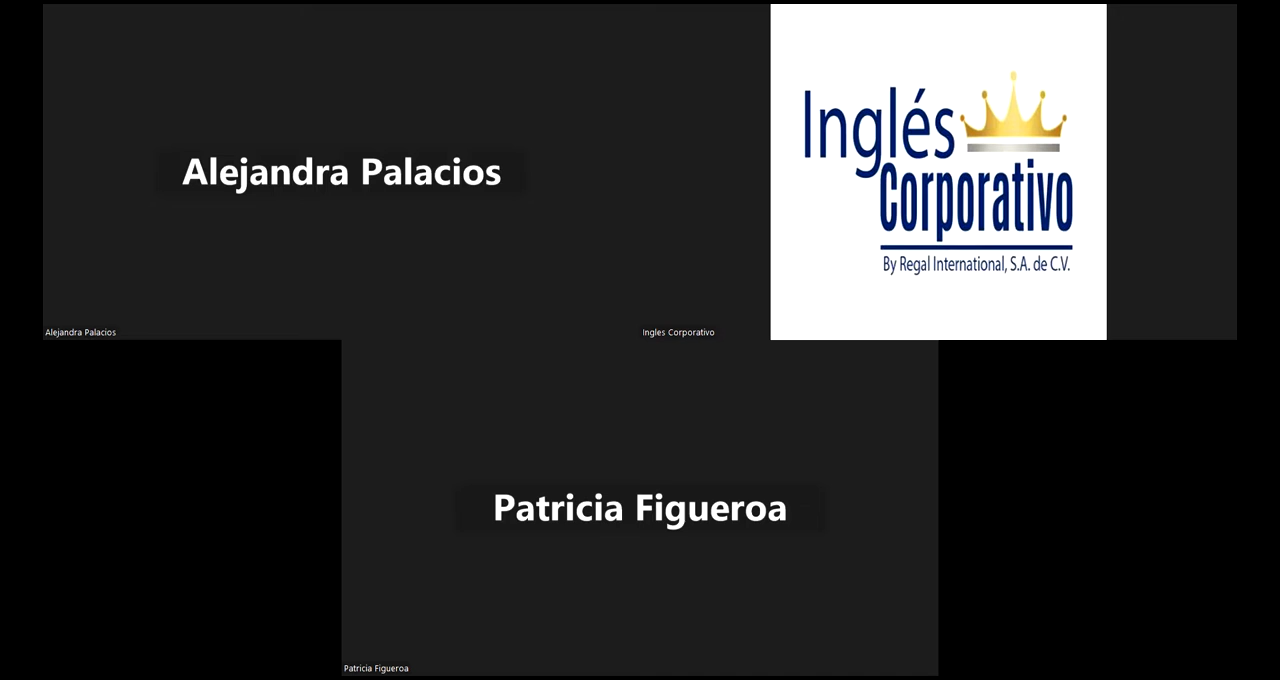 Alejandra Palacios
Alejandra Palacios
Inglés
Corporativo
By Regal International, S.A. de C.V.
Ingles Corporativo
Patricia Figueroa
Patricia Figueroa